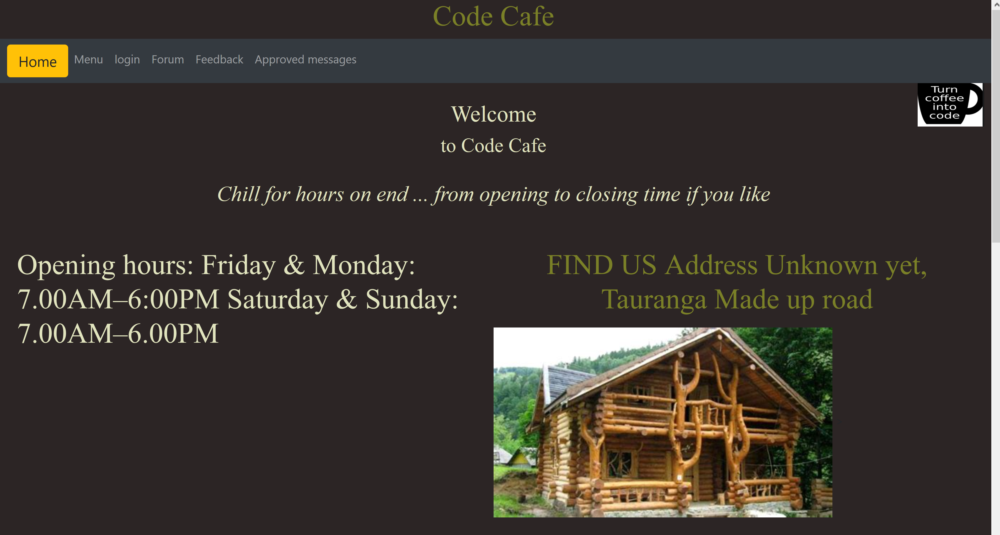 Code Cafe
Home Menu login Forum Feedback Approved messages
Turn
coffee
into
code
Welcome
to Code Cafe
Chill for hours on end ... from opening to closing time if you like
Opening hours: Friday & Monday:
7.00AM–6:00PM Saturday & Sunday:
7.00AM–6.00PM
FIND US Address Unknown yet,
Tauranga Made up road